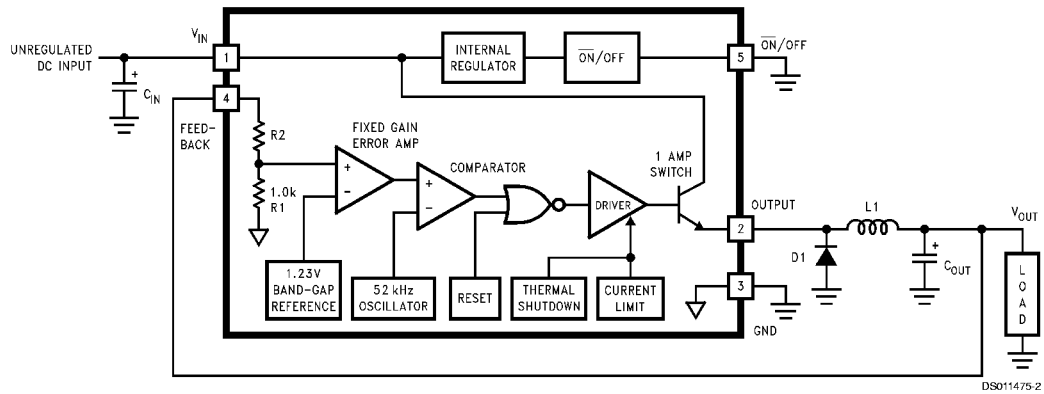 UNREGULATED
DC INPUT
+
C_IN
V_IN
1
4
FEED-
BACK
R2
1.0k
R1
FIXED GAIN
ERROR AMP
+
−
COMPARATOR
+
−
INTERNAL
REGULATOR
O̅N̅/OFF
5
O̅N̅/OFF
1 AMP
SWITCH
DRIVER
1.23V
BAND-GAP
REFERENCE
52 kHz
OSCILLATOR
RESET
THERMAL
SHUTDOWN
CURRENT
LIMIT
OUTPUT
2
3
GND
D1
L1
+
C_OUT
V_OUT
LOAD
DS011475-2